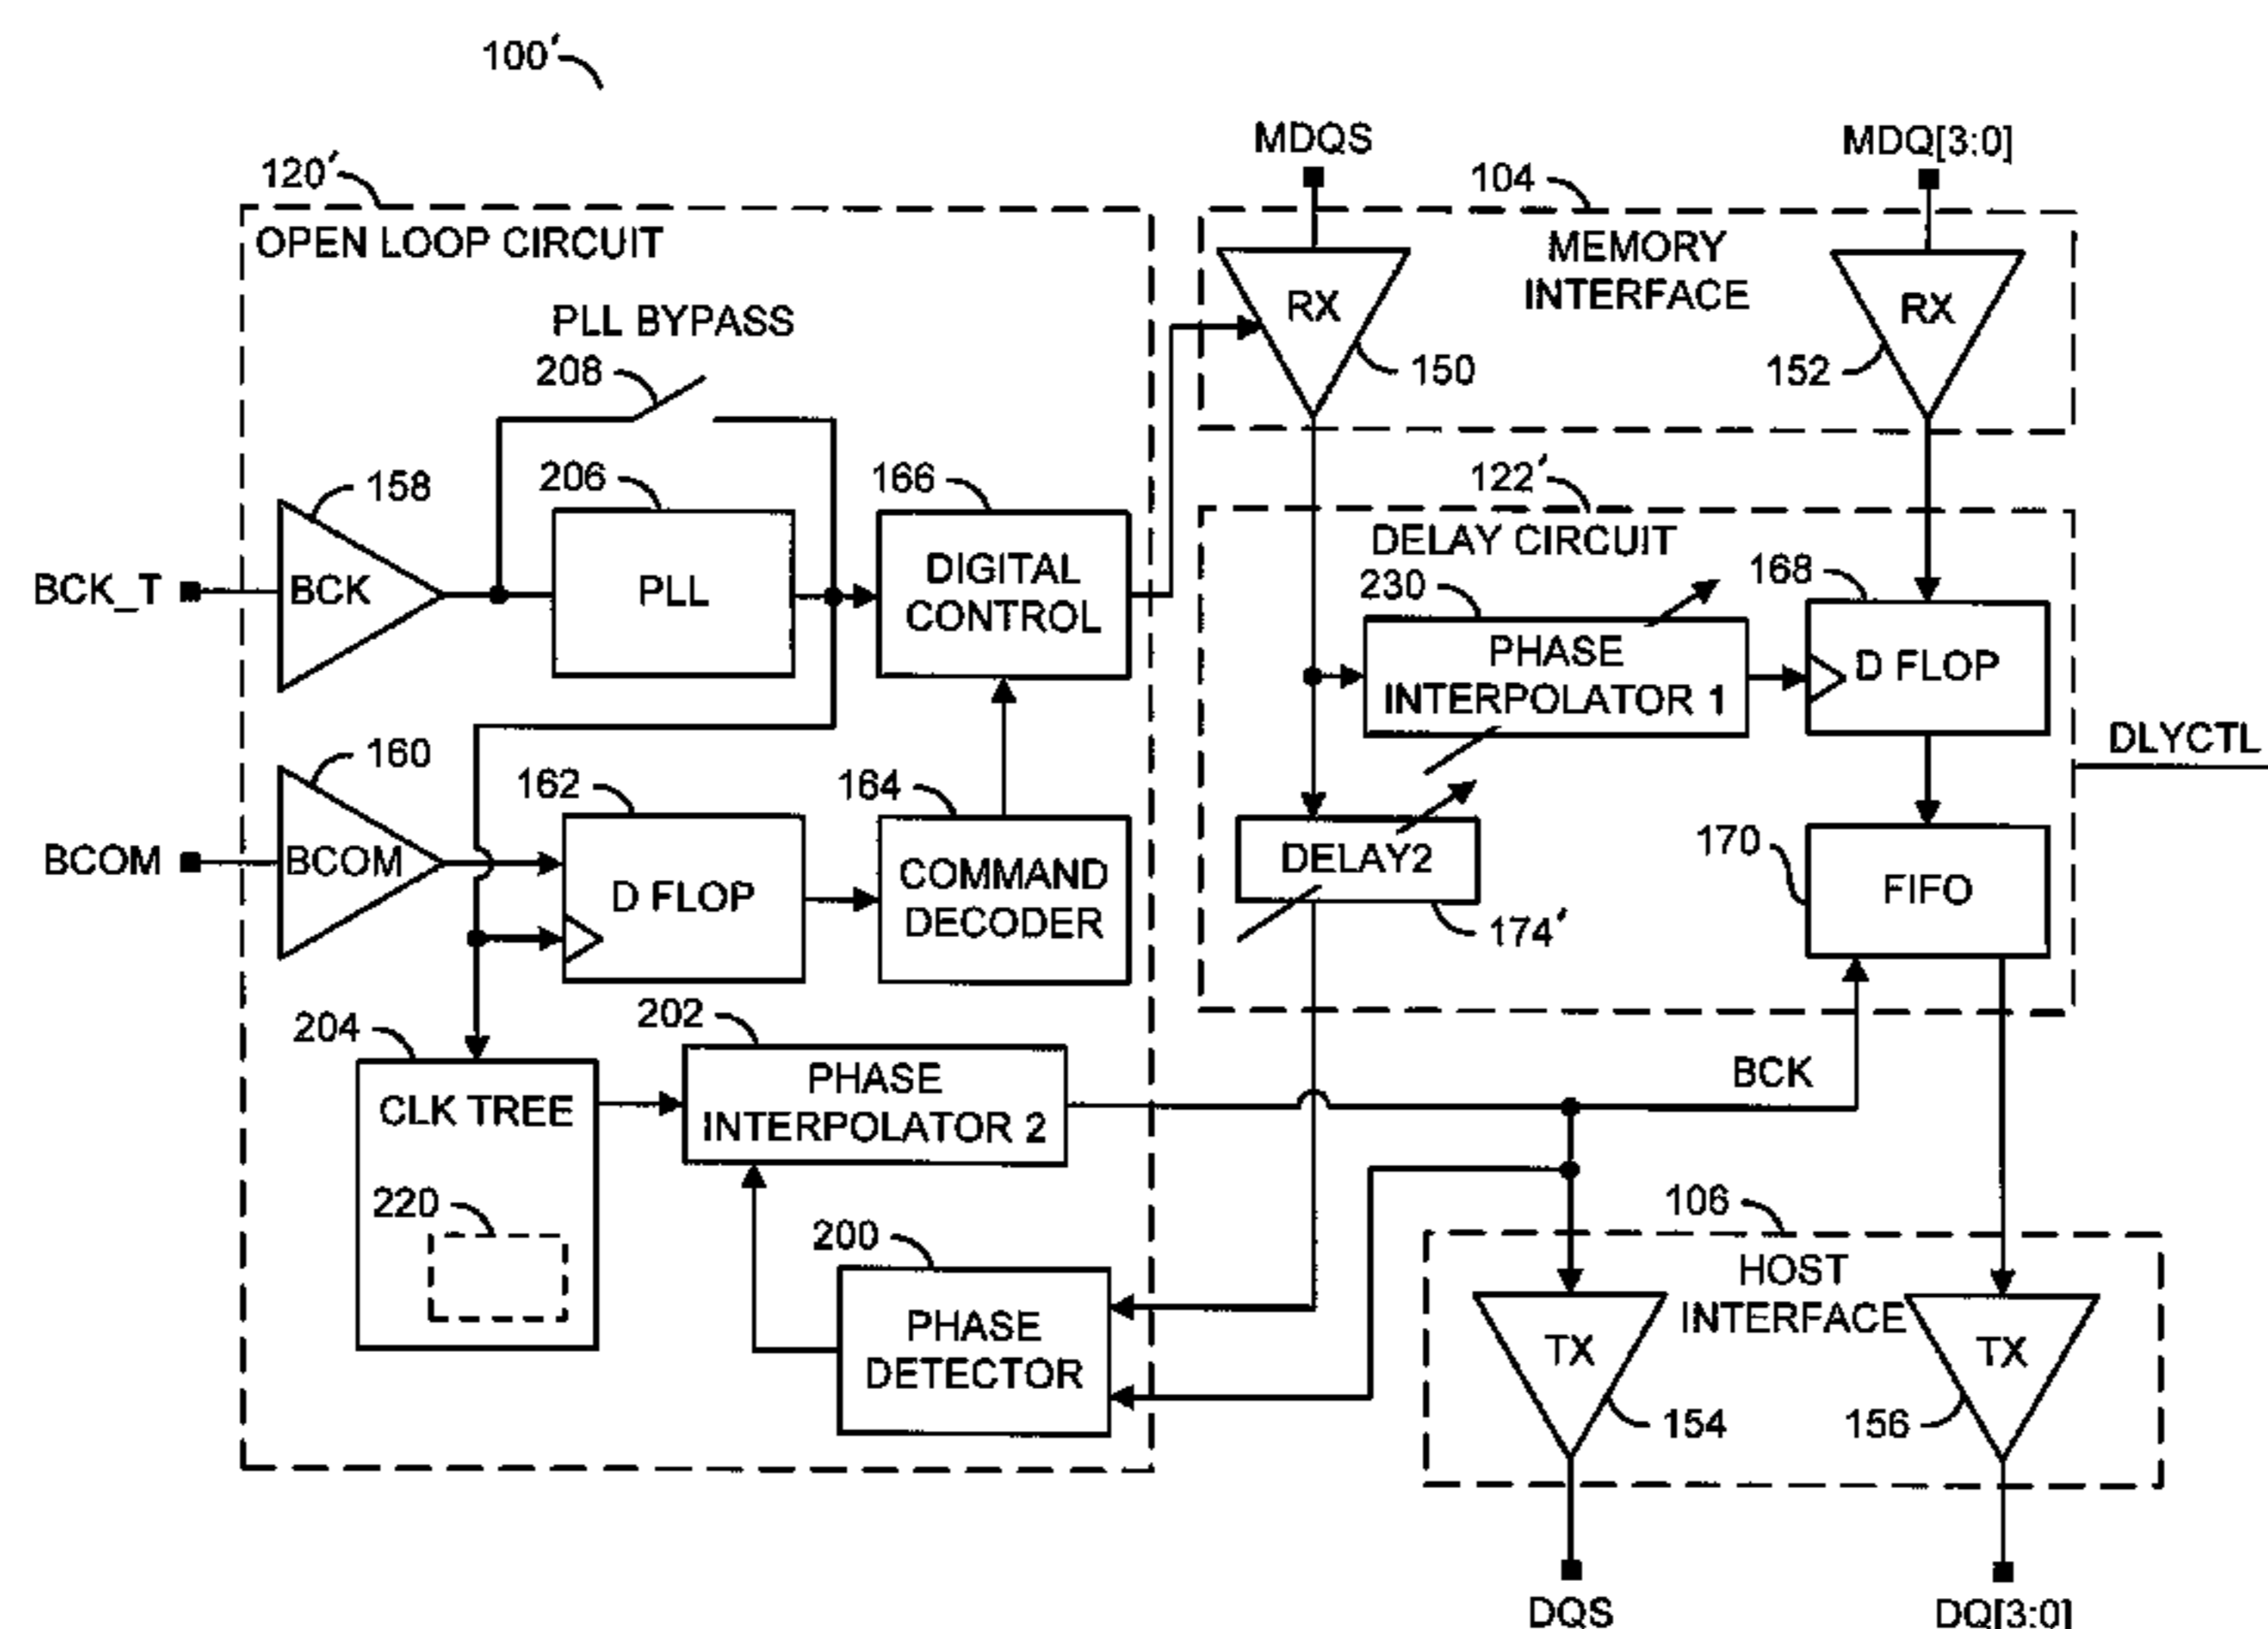 100′
MDQS
MDQ[3:0]
120′
104
OPEN LOOP CIRCUIT
MEMORY
INTERFACE
RX
RX
PLL BYPASS
208
150
152
158
206
166
122′
DELAY CIRCUIT
BCK_T
BCK
PLL
DIGITAL
CONTROL
230
168
PHASE
INTERPOLATOR 1
D FLOP
DLYCTL
160
162
164
BCOM
BCOM
D FLOP
COMMAND
DECODER
DELAY2
174′
170
FIFO
204
202
CLK TREE
PHASE
INTERPOLATOR 2
BCK
220
200
106
PHASE
DETECTOR
HOST
INTERFACE
TX
TX
154
156
DQS
DQ[3:0]